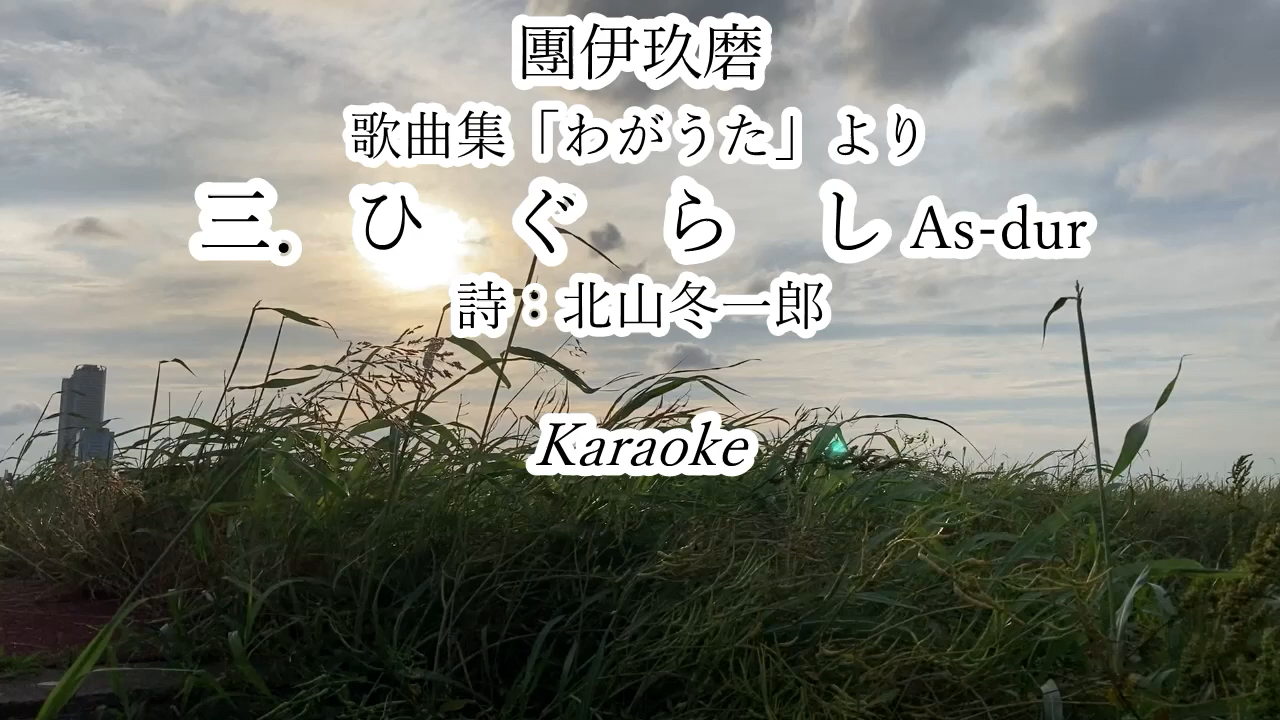 團伊玖磨
歌曲集「わがうた」より
三. ひ ぐ ら し As-dur
詩：北山冬一郎
Karaoke